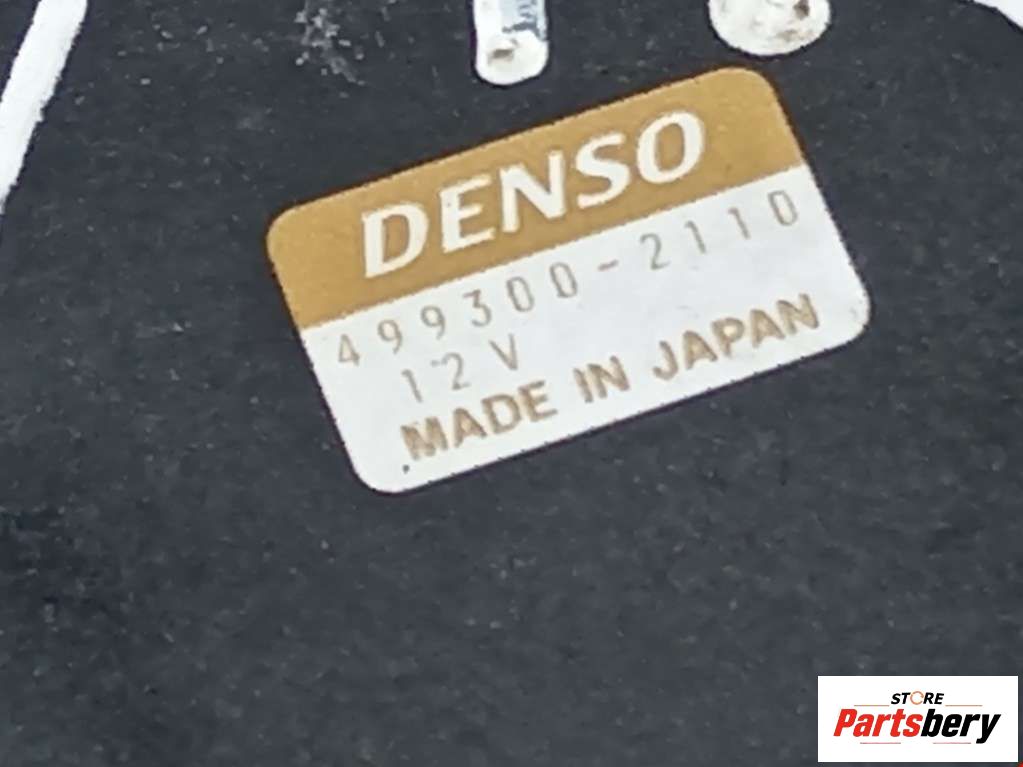 DENSO
499300-2110
12V
MADE IN JAPAN
STORE
Partsbery